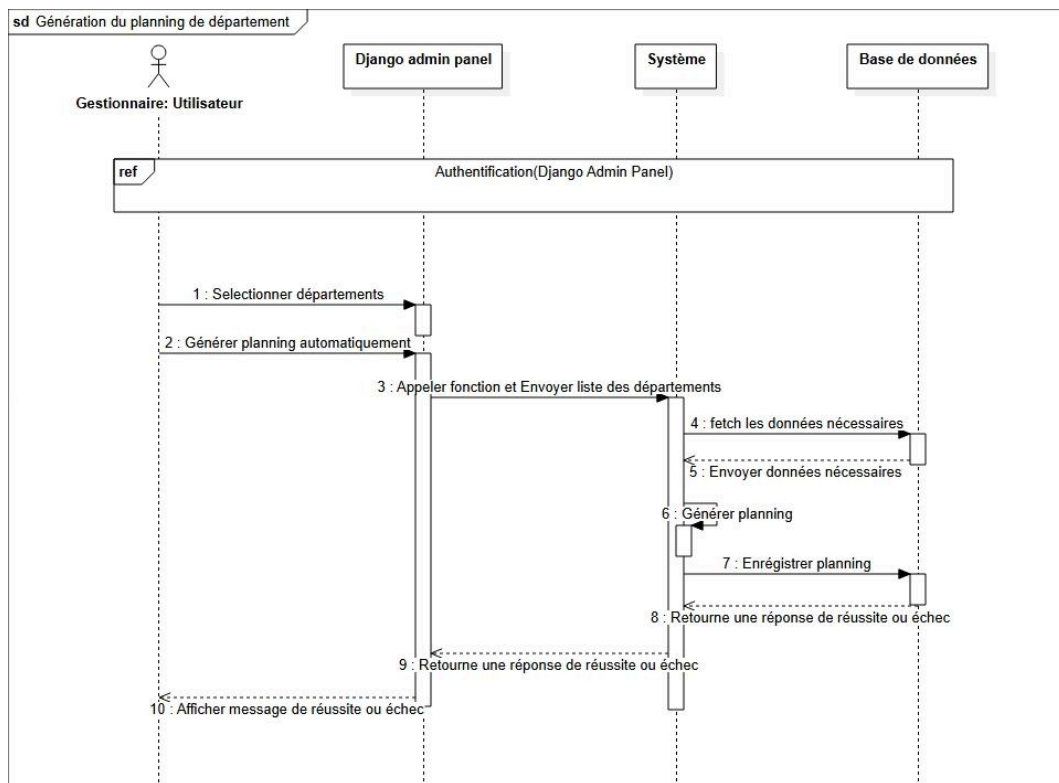 sd Génération du planning de département
Django admin panel
Système
Base de données
Gestionnaire: Utilisateur
ref
Authentification(Django Admin Panel)
1 : Selectionner départements
2 : Générer planning automatiquement
3 : Appeler fonction et Envoyer liste des départements
4 : fetch les données nécessaires
5 : Envoyer données nécessaires
6 : Générer planning
7 : Enrégistrer planning
8 : Retourne une réponse de réussite ou échec
9 : Retourne une réponse de réussite ou échec
10 : Afficher message de réussite ou échec